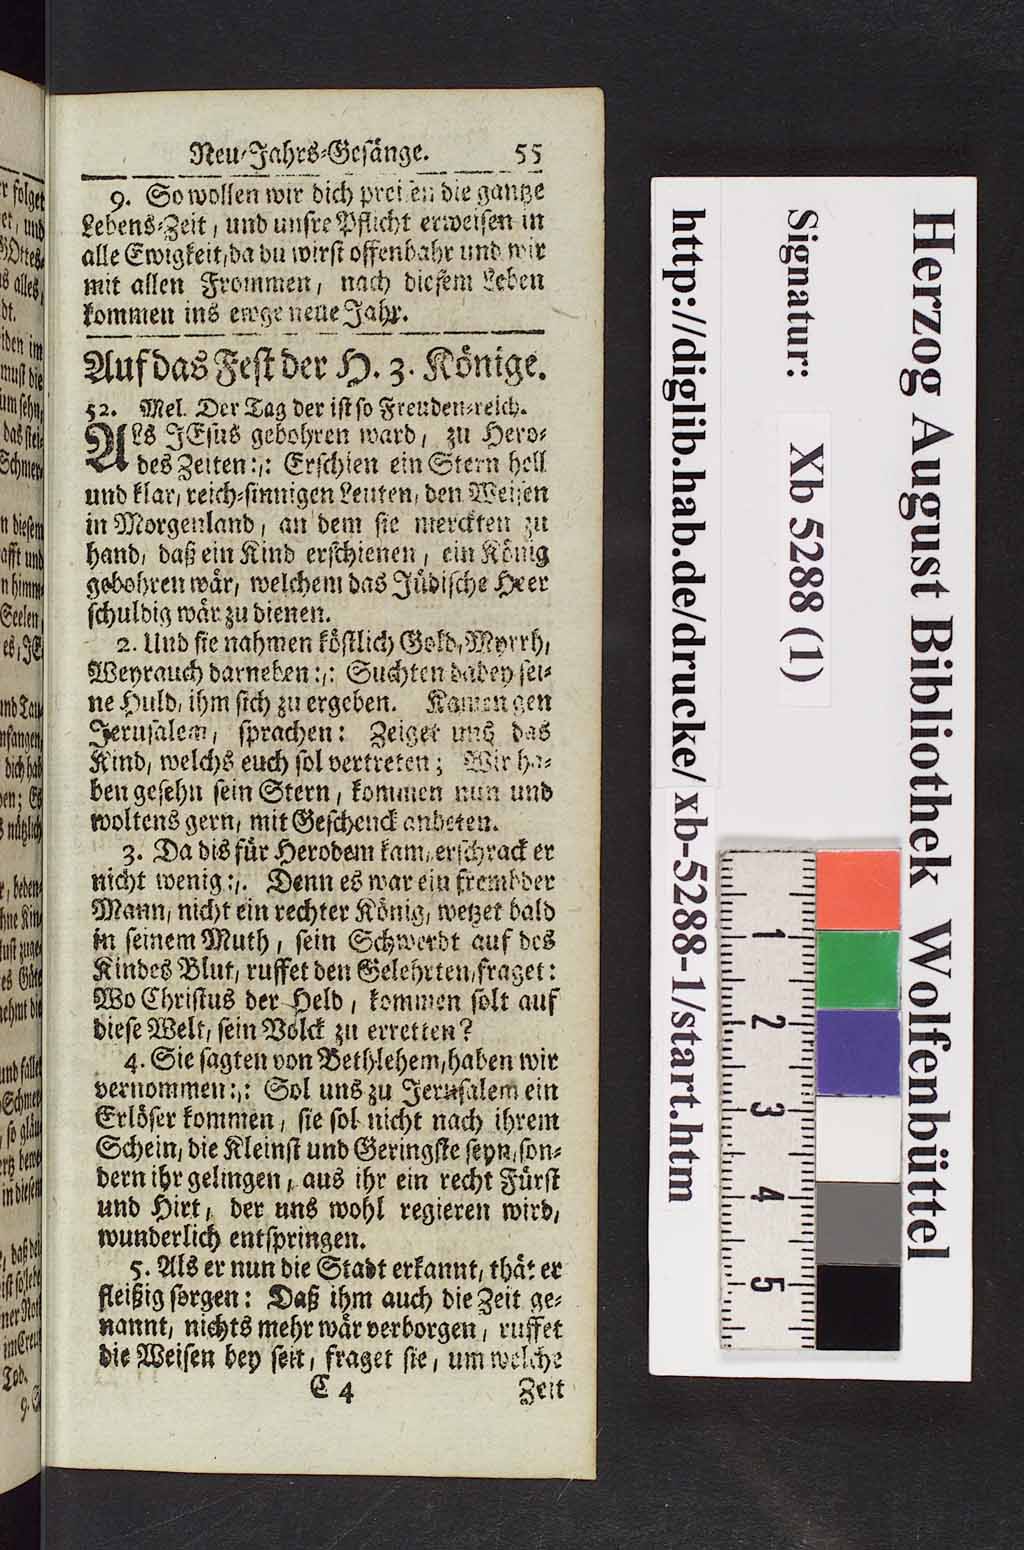 Neu-Jahrs-Gesänge. 55
9. So wollen wir dich preisen die gantze
Lebens-Zeit, und unsre Pflicht erweisen in
alle Ewigkeit, da du wirst offenbahr und wir
mit allen Frommen, nach diesem Leben
kommen ins ewge neue Jahr.
Auf das Fest der H. 3. Könige.
52. Mel. Der Tag der ist so Freuden-reich.
ALs JEsus gebohren ward, zu Hero-
des Zeiten:,: Erschien ein Stern hell
und klar, reich-sinnigen Leuten, den Weisen
in Morgenland, an dem sie merckten zu
hand, daß ein Kind erschienen, ein König
gebohren wär, welchem das Jüdische Heer
schuldig wär zu dienen.
2. Und sie nahmen köstlich Gold, Myrrh,
Weyrauch darneben:,: Suchten dabey sei-
ne Huld, ihm sich zu ergeben. Kamen gen
Jerusalem, sprachen: Zeiget uns das
Kind, welchs euch sol vertreten; Wir ha-
ben gesehn sein Stern, kommen nun und
woltens gern, mit Geschenck anbeten.
3. Da dis für Herodem kam, erschrack er
nicht wenig:,. Denn es war ein frembder
Mann, nicht ein rechter König, wetzet bald
in seinem Muth, sein Schwerdt auf des
Kindes Blut, ruffet den Gelehrten, fraget:
Wo Christus der Held, kommen solt auf
diese Welt, sein Volck zu erretten?
4. Sie sagten von Bethlehem, haben wir
vernommen:,: Sol uns zu Jerusalem ein
Erlöser kommen, sie sol nicht nach ihrem
Schein, die Kleinst und Geringste seyn, son-
dern ihr gelingen, aus ihr ein recht Fürst
und Hirt, der uns wohl regieren wird,
wunderlich entspringen.
5. Als er nun die Stadt erkannt, thät er
fleißig sorgen: Daß ihm auch die Zeit ge-
nannt, nichts mehr wär verborgen, ruffet
die Weisen bey seit, fraget sie, um welche
C 4 Zeit
Herzog August Bibliothek Wolfenbüttel
Signatur: Xb 5288 (1)
http://diglib.hab.de/drucke/xb-5288-1/start.htm
1
2
3
4
5